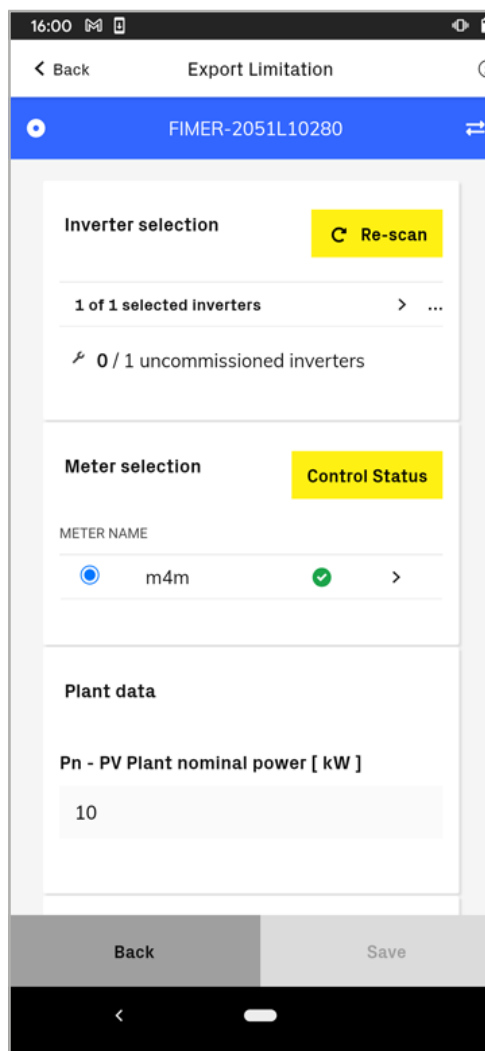 16:00
Back
Export Limitation
FIMER-2051L10280
Inverter selection
Re-scan
1 of 1 selected inverters
...
0 / 1 uncommissioned inverters
Meter selection
Control Status
METER NAME
m4m
Plant data
Pn - PV Plant nominal power [ kW ]
10
Back
Save